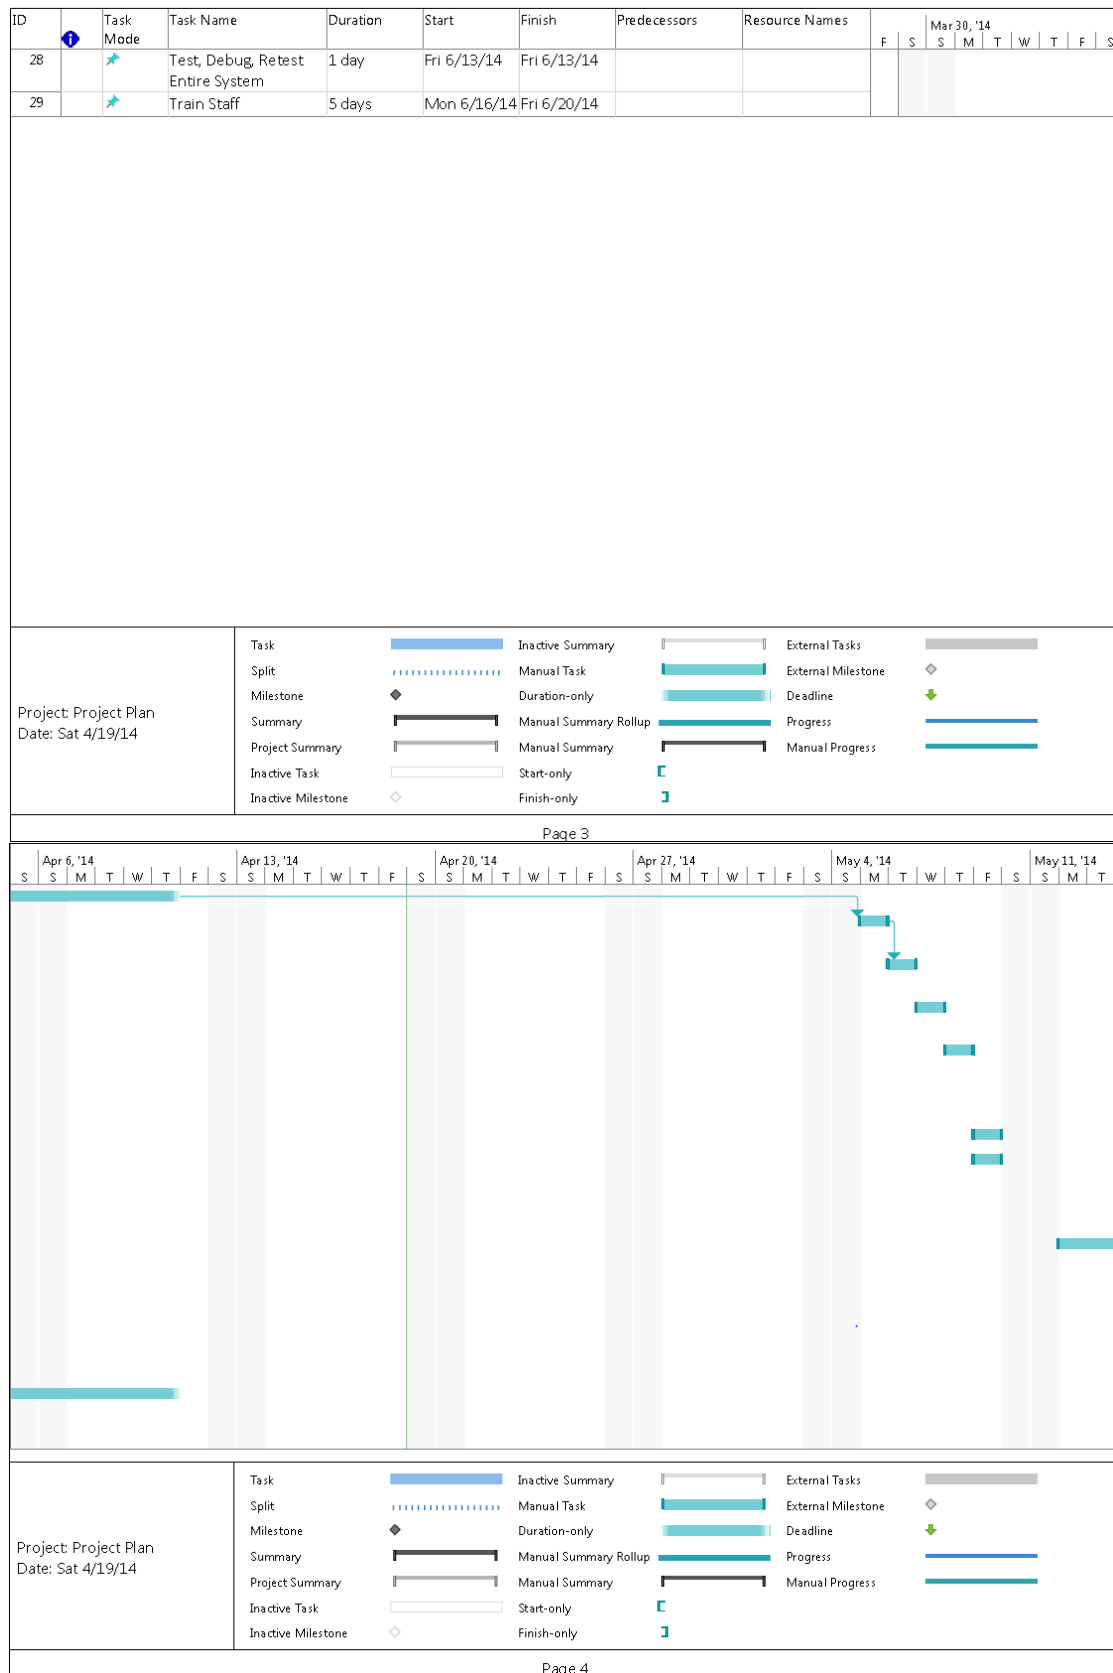 ID Task Mode Task Name Duration Start Finish Predecessors Resource Names
Mar 30, '14
F S S M T W T F S
28 Test, Debug, Retest Entire System 1 day Fri 6/13/14 Fri 6/13/14
29 Train Staff 5 days Mon 6/16/14 Fri 6/20/14
Project: Project Plan
Date: Sat 4/19/14
Task
Split
Milestone
Summary
Project Summary
Inactive Task
Inactive Milestone
Inactive Summary
Manual Task
Duration-only
Manual Summary Rollup
Manual Summary
Start-only
Finish-only
External Tasks
External Milestone
Deadline
Progress
Manual Progress
Page 3
Apr 6, '14 Apr 13, '14 Apr 20, '14 Apr 27, '14 May 4, '14 May 11, '14
S S M T W T F S S M T W T F S S M T W T F S S M T W T F S S M T W T F S S M T
Project: Project Plan
Date: Sat 4/19/14
Task
Split
Milestone
Summary
Project Summary
Inactive Task
Inactive Milestone
Inactive Summary
Manual Task
Duration-only
Manual Summary Rollup
Manual Summary
Start-only
Finish-only
External Tasks
External Milestone
Deadline
Progress
Manual Progress
Page 4